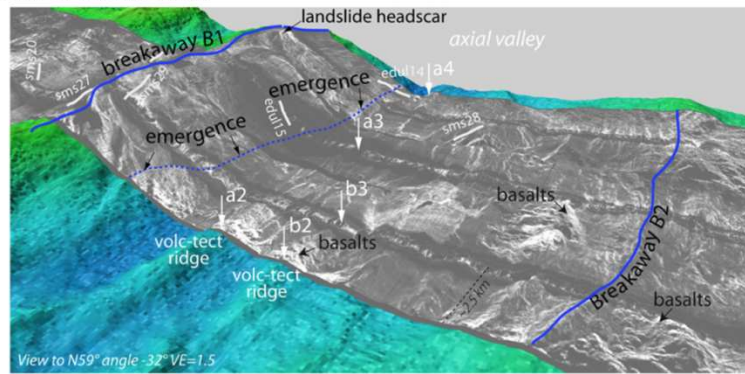 landslide headscar
breakaway B1
axial valley
sms20
sms27
sms29
emergence
edul14
a4
edul15
a3
sms28
emergence
a2
b3
basalts
volc-tect
ridge
b2
basalts
volc-tect
ridge
~25 km
Breakaway B2
basalts
View to N59° angle -32° VE=1.5